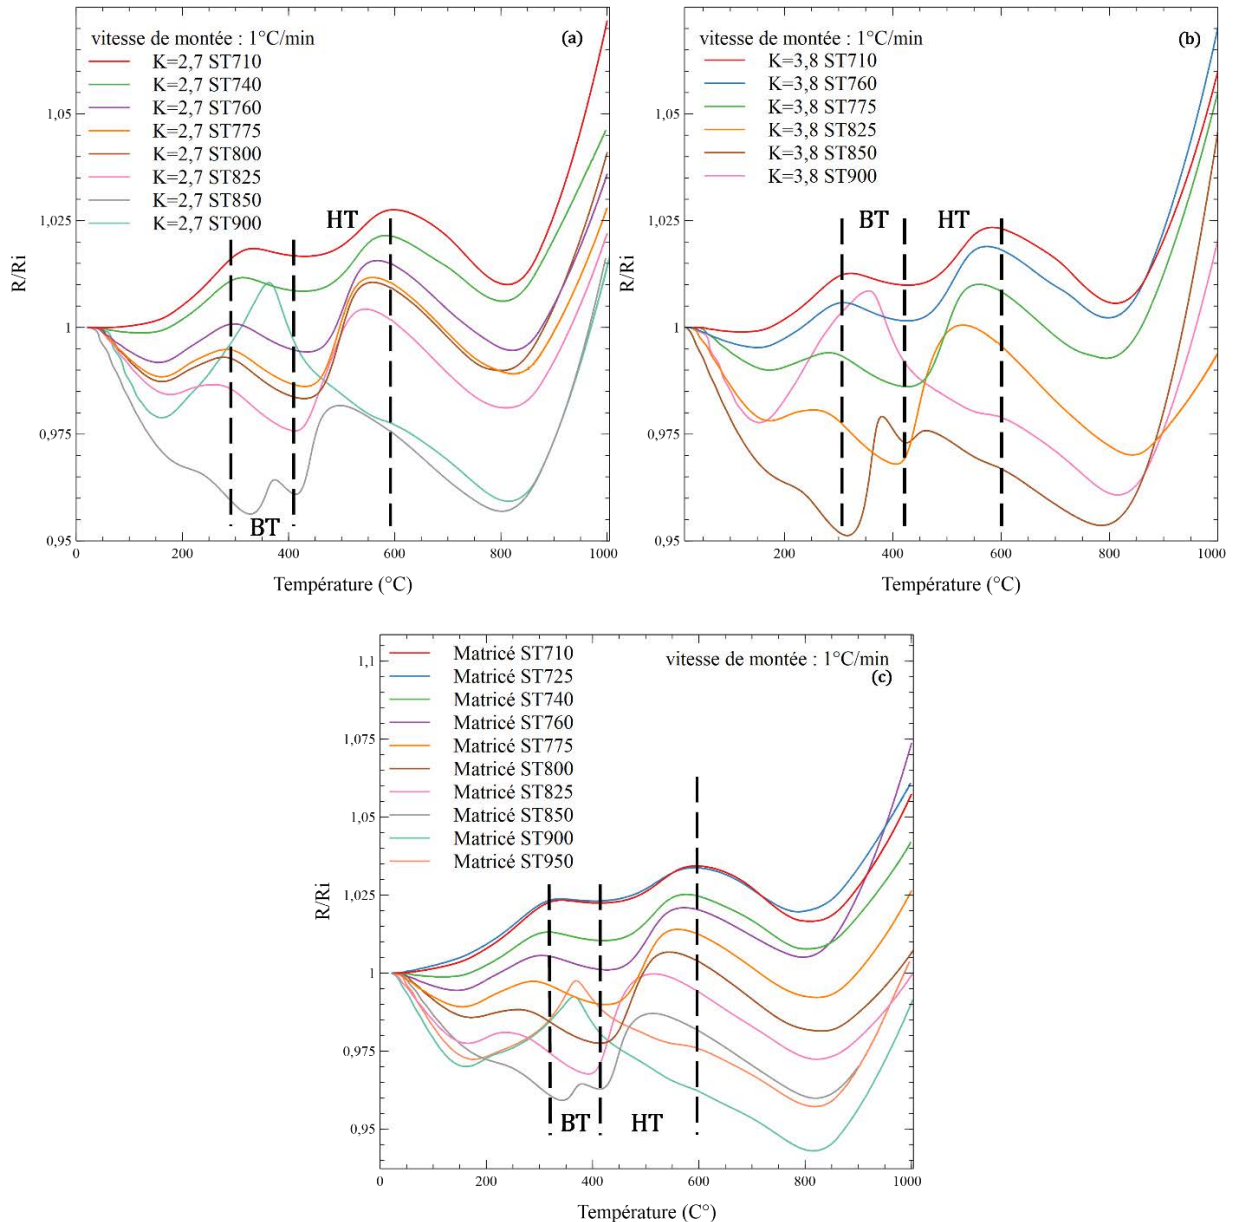 vitesse de montée : 1°C/min
(a)
K=2,7 ST710
K=2,7 ST740
K=2,7 ST760
K=2,7 ST775
K=2,7 ST800
K=2,7 ST825
K=2,7 ST850
K=2,7 ST900
HT
BT
R/Ri
1,05
1,025
1
0,975
0,95
0
200
400
600
800
1000
Température (°C)
vitesse de montée : 1°C/min
(b)
K=3,8 ST710
K=3,8 ST760
K=3,8 ST775
K=3,8 ST825
K=3,8 ST850
K=3,8 ST900
BT
HT
R/Ri
1,05
1,025
1
0,975
0,95
200
400
600
800
1000
Température (°C)
Matricé ST710
Matricé ST725
Matricé ST740
Matricé ST760
Matricé ST775
Matricé ST800
Matricé ST825
Matricé ST850
Matricé ST900
Matricé ST950
vitesse de montée : 1°C/min
(c)
BT
HT
R/Ri
1,1
1,075
1,05
1,025
1
0,975
0,95
0
200
400
600
800
1000
Température (C°)